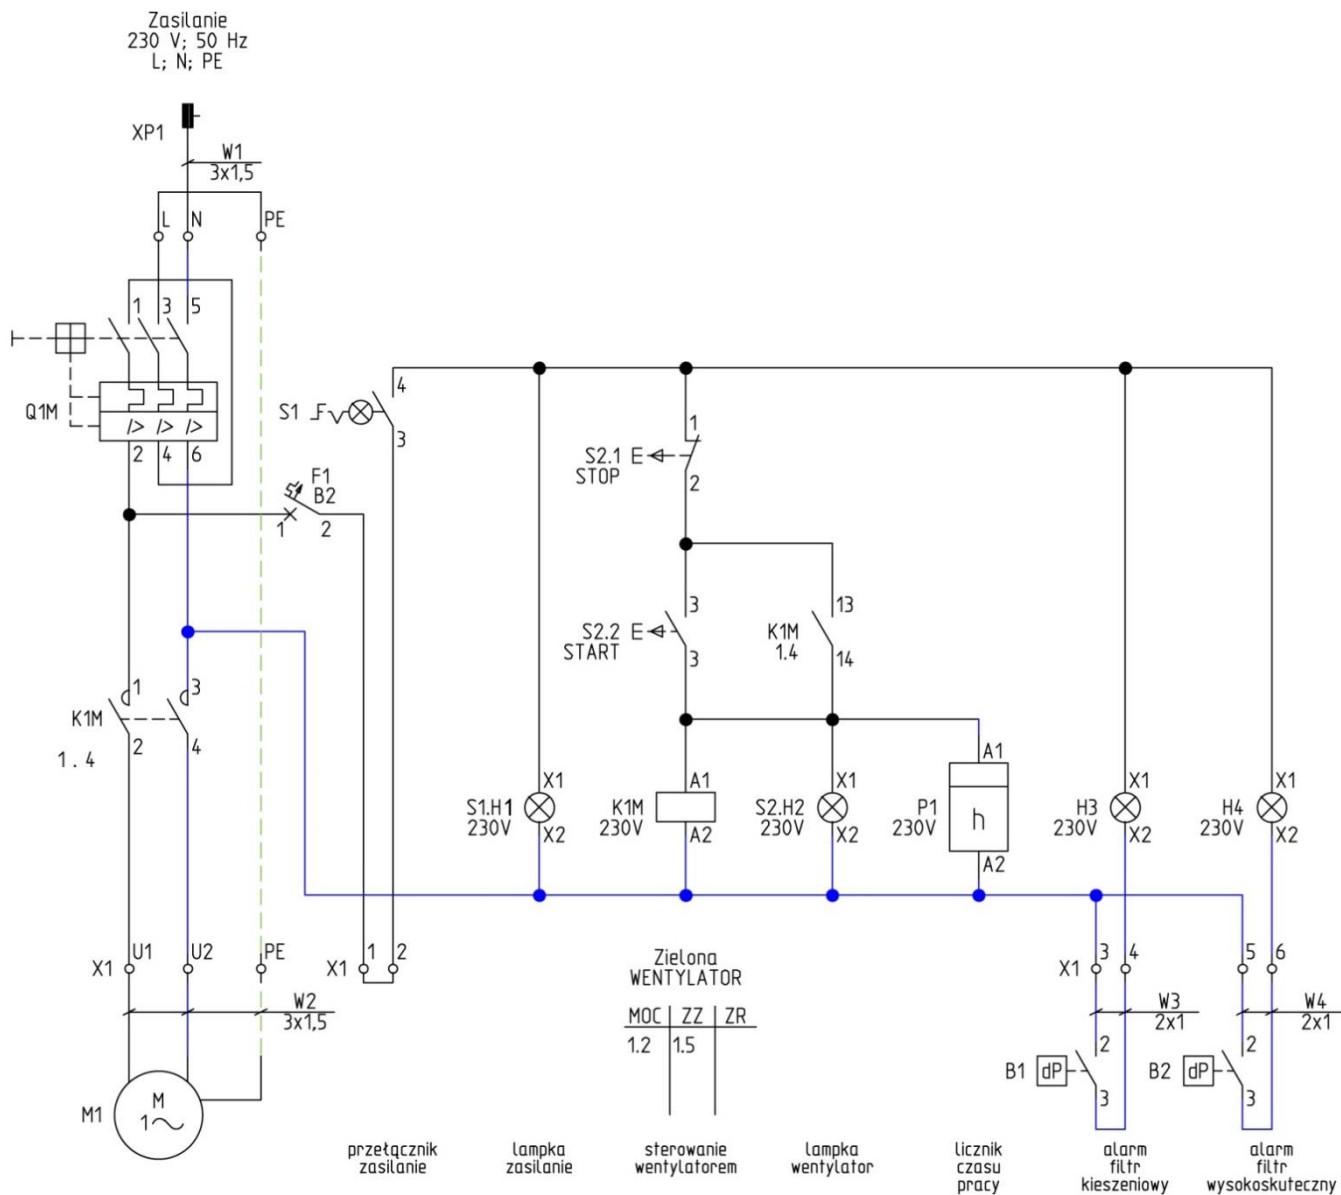 Zasilanie
230 V; 50 Hz
L; N; PE
XP1
W1
3x1,5
L N PE
1 3 5
Q1M
I> I> I>
2 4 6
F1
B2
1 2
S1
4
3
1
S2.1 E
STOP
2
3
S2.2 E
START
3
13
K1M
1.4
14
1 3
K1M
2 4
1.4
X1
S1.H1
230V
X2
A1
K1M
230V
A2
X1
S2.H2
230V
X2
A1
P1
230V
h
A2
X1
H3
230V
X2
X1
H4
230V
X2
X1 U1 U2 PE
W2
3x1,5
X1 1 2
Zielona
WENTYLATOR
MOC ZZ ZR
1.2 1.5
X1 3 4
W3
2x1
5 6
W4
2x1
B1 dP
2
3
B2 dP
2
3
M1
M
1
przełącznik
zasilanie
lampka
zasilanie
sterowanie
wentylatorem
lampka
wentylator
licznik
czasu
pracy
alarm
filtr
kieszeniowy
alarm
filtr
wysokoskuteczny